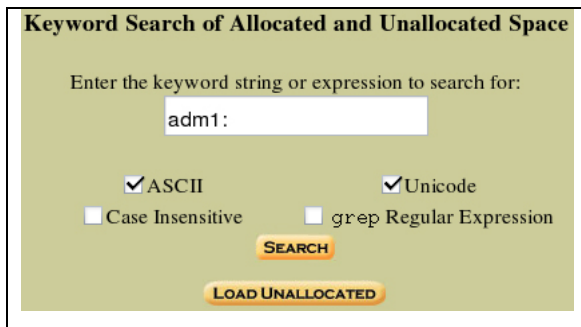 Keyword Search of Allocated and Unallocated Space
Enter the keyword string or expression to search for:
adm1:
ASCII Unicode
Case Insensitive grep Regular Expression
SEARCH
LOAD UNALLOCATED